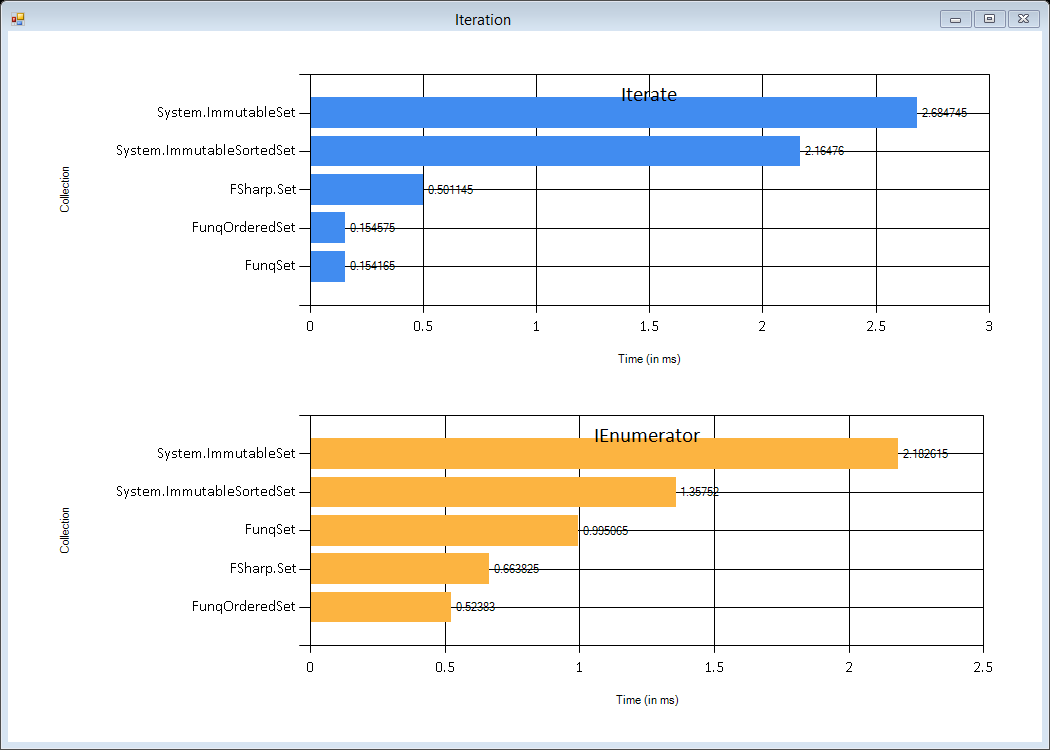 Iteration
Iterate
System.ImmutableSet 2.684745
System.ImmutableSortedSet 2.16476
FSharp.Set 0.501145
FunqOrderedSet 0.154575
FunqSet 0.154165
Collection
0 0.5 1 1.5 2 2.5 3
Time (in ms)
IEnumerator
System.ImmutableSet 2.182615
System.ImmutableSortedSet 1.35752
FunqSet 0.995065
FSharp.Set 0.663825
FunqOrderedSet 0.52383
Collection
0 0.5 1 1.5 2 2.5
Time (in ms)